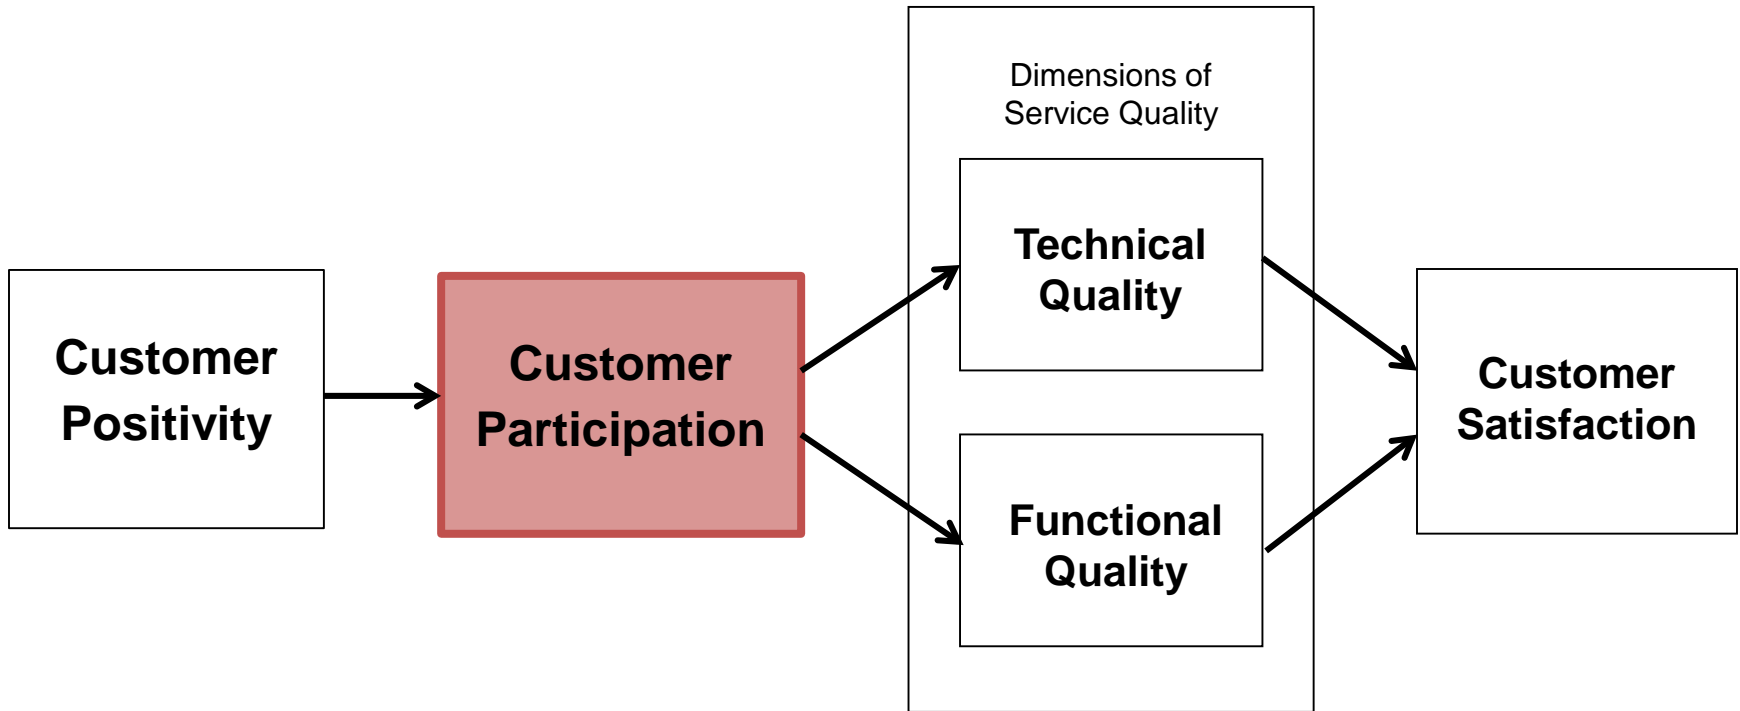 Customer
Positivity
Customer
Participation
Dimensions of
Service Quality
Technical
Quality
Functional
Quality
Customer
Satisfaction